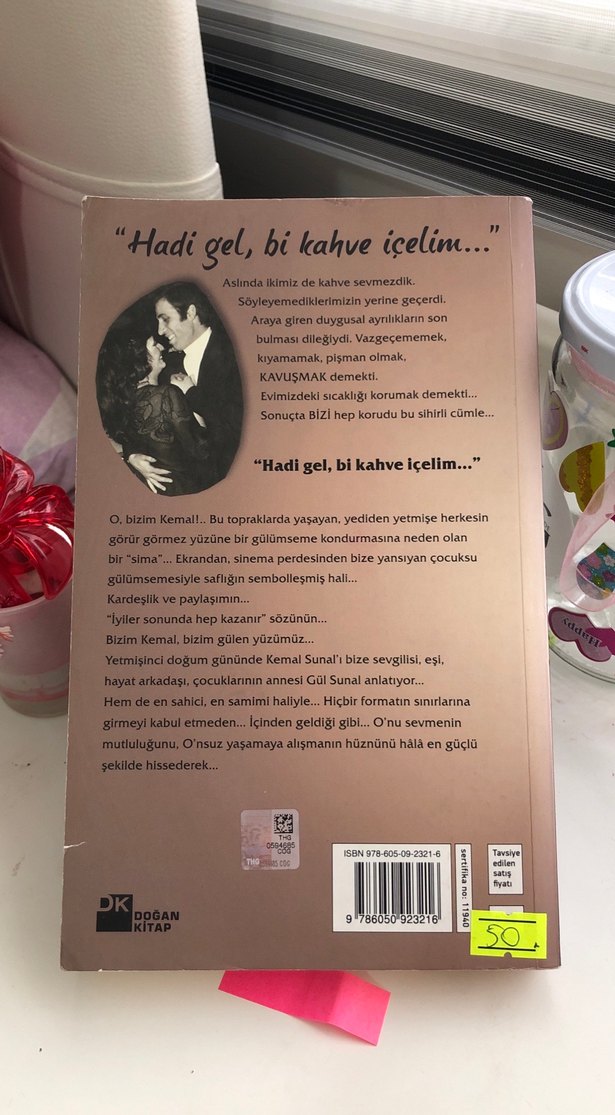 “Hadi gel, bi kahve içelim...”
Aslında ikimiz de kahve sevmezdik.
Söyleyemediklerimizin yerine geçerdi.
Araya giren duygusal ayrılıkların son
bulması dileğiydi. Vazgeçememek,
kıyamamak, pişman olmak,
KAVUŞMAK demekti.
Evimizdeki sıcaklığı korumak demekti...
Sonuçta BİZİ hep korudu bu sihirli cümle...
“Hadi gel, bi kahve içelim...”
O, bizim Kemal!.. Bu topraklarda yaşayan, yediden yetmişe herkesin
görür görmez yüzüne bir gülümseme kondurmasına neden olan
bir “sima”... Ekrandan, sinema perdesinden bize yansıyan çocuksu
gülümsemesiyle saflığın sembolleşmiş hali...
Kardeşlik ve paylaşımın...
“İyiler sonunda hep kazanır” sözünün...
Bizim Kemal, bizim gülen yüzümüz...
Yetmişinci doğum gününde Kemal Sunal’ı bize sevgilisi, eşi,
hayat arkadaşı, çocuklarının annesi Gül Sunal anlatıyor...
Hem de en sahici, en samimi haliyle... Hiçbir formatın sınırlarına
girmeyi kabul etmeden... İçinden geldiği gibi... O’nu sevmenin
mutluluğunu, O’nsuz yaşamaya alışmanın hüznünü hâlâ en güçlü
şekilde hissederek...
THG
0594685
CDG
THG
DK
DOĞAN
KİTAP
ISBN 978-605-09-2321-6
9 786050 923216
sertifika no: 11940
Tavsiye
edilen
satış
fiyatı
50
Happy